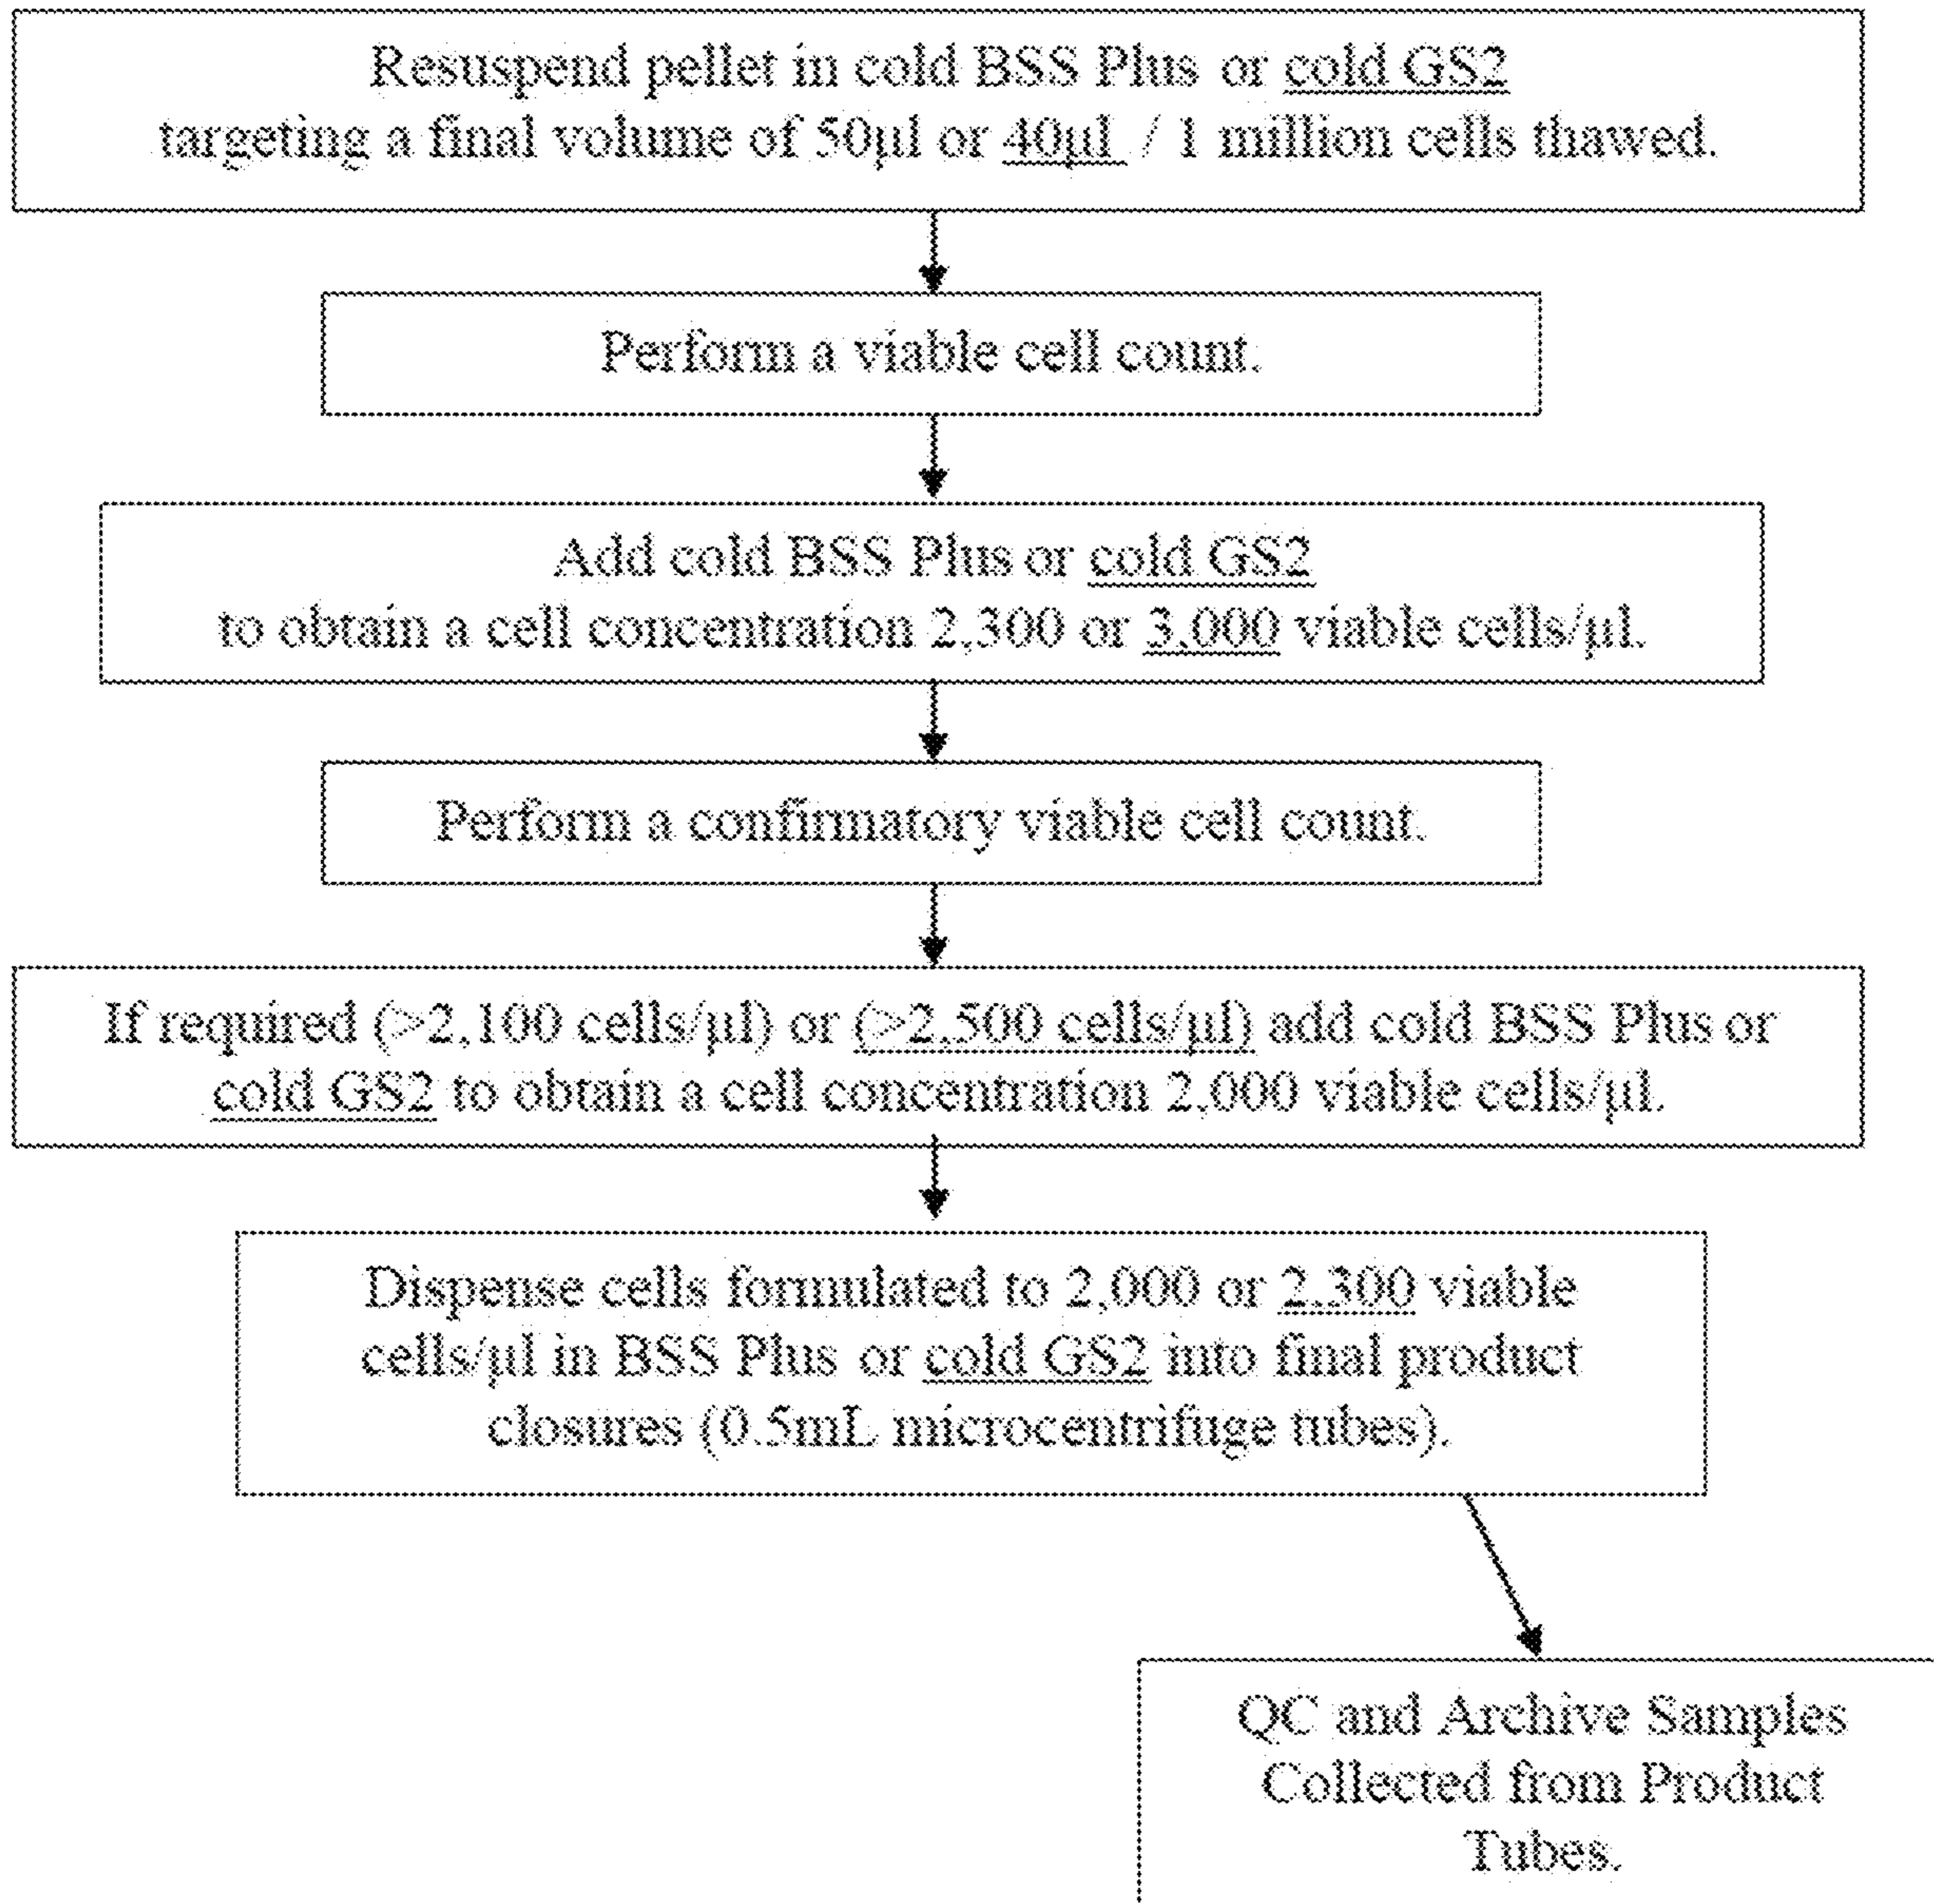 Resuspend pellet in cold BSS Plus or cold GS2
targeting a final volume of 50µl or 40µl / 1 million cells thawed.
Perform a viable cell count.
Add cold BSS Plus or cold GS2
to obtain a cell concentration 2,300 or 3,000 viable cells/µl.
Perform a confirmatory viable cell count.
If required (>2,100 cells/µl) or (>2,500 cells/µl) add cold BSS Plus or
cold GS2 to obtain a cell concentration 2,000 viable cells/µl.
Dispense cells formulated to 2,000 or 2,300 viable
cells/µl in BSS Plus or cold GS2 into final product
closures (0.5mL microcentrifuge tubes).
QC and Archive Samples
Collected from Product
Tubes.